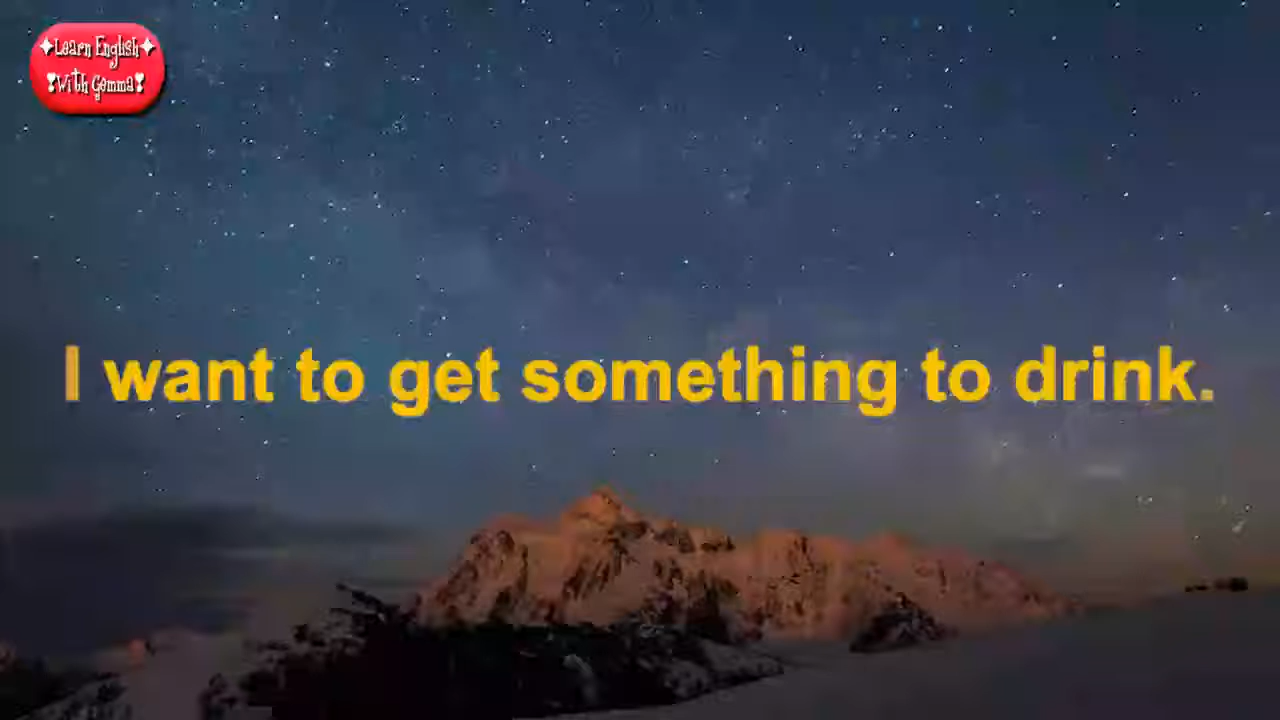 ✦Learn English✦
❢With Gemma❢
I want to get something to drink.